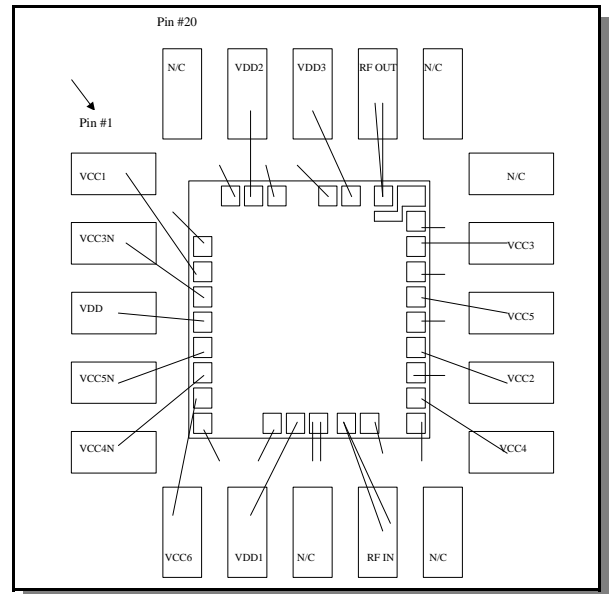 Pin #20
N/C
VDD2
VDD3
RF OUT
N/C
Pin #1
VCC1
N/C
VCC3N
VCC3
VDD
VCC5
VCC5N
VCC2
VCC4N
VCC4
VCC6
VDD1
N/C
RF IN
N/C